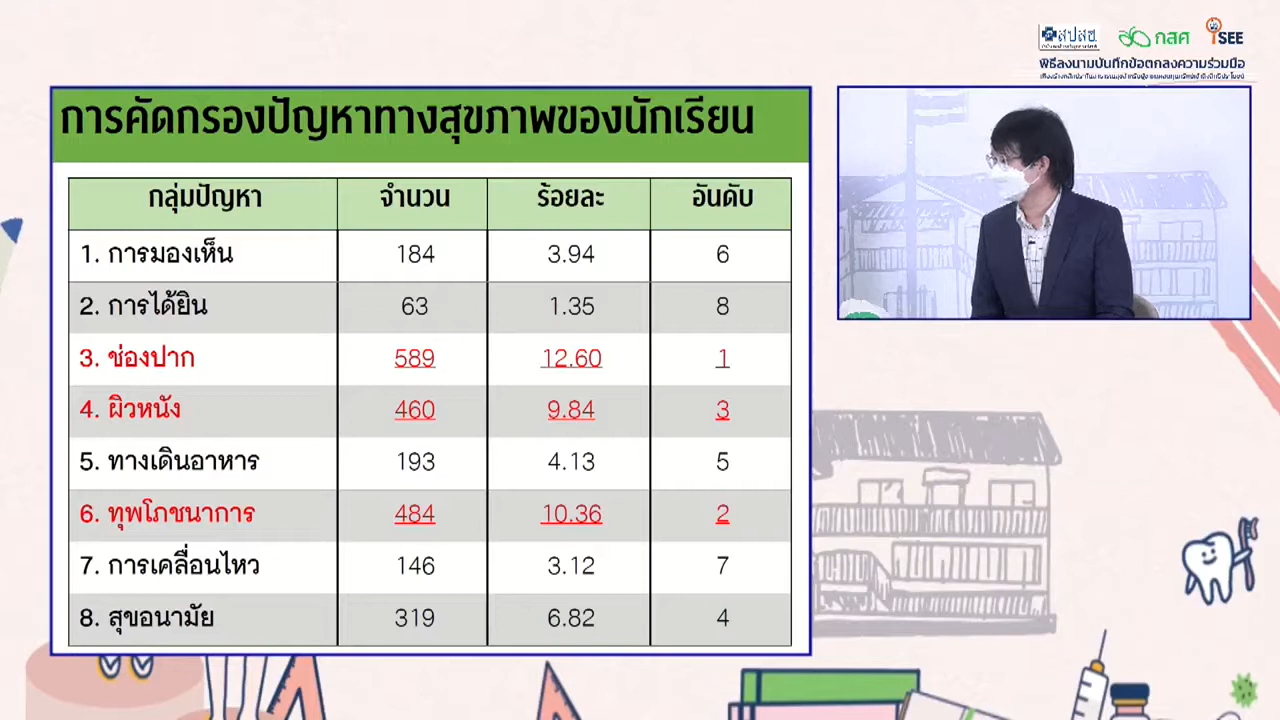 สปสช.
กสศ
iSEE
พิธีลงนามบันทึกข้อตกลงความร่วมมือ
การคัดกรองปัญหาทางสุขภาพของนักเรียน
กลุ่มปัญหา จำนวน ร้อยละ อันดับ
1. การมองเห็น 184 3.94 6
2. การได้ยิน 63 1.35 8
3. ช่องปาก 589 12.60 1
4. ผิวหนัง 460 9.84 3
5. ทางเดินอาหาร 193 4.13 5
6. ทุพโภชนาการ 484 10.36 2
7. การเคลื่อนไหว 146 3.12 7
8. สุขอนามัย 319 6.82 4